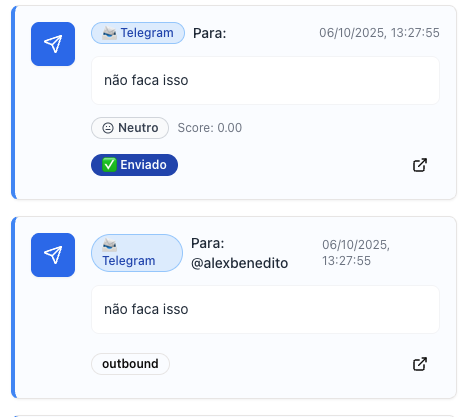 Telegram Para: 06/10/2025, 13:27:55
não faca isso
Neutro Score: 0.00
Enviado
Telegram
Para:
@alexbenedito
06/10/2025,
13:27:55
não faca isso
outbound